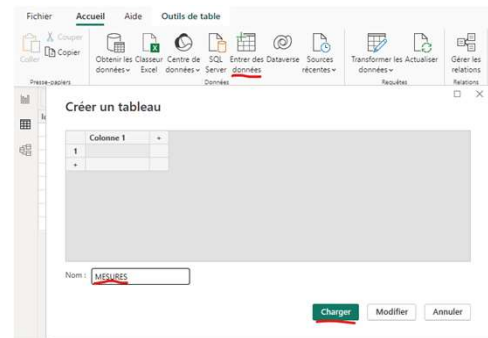 Fichier Accueil Aide Outils de table
Couper
Copier
Coller
Obtenir les données
Classeur Excel
Centre de données
SQL Server
Entrer des données
Dataverse
Sources récentes
Transformer les données
Actualiser
Gérer les relations
Presse-papiers Données Requêtes Relations
Créer un tableau
Colonne 1 +
1
+
Nom : MESURES
Charger Modifier Annuler